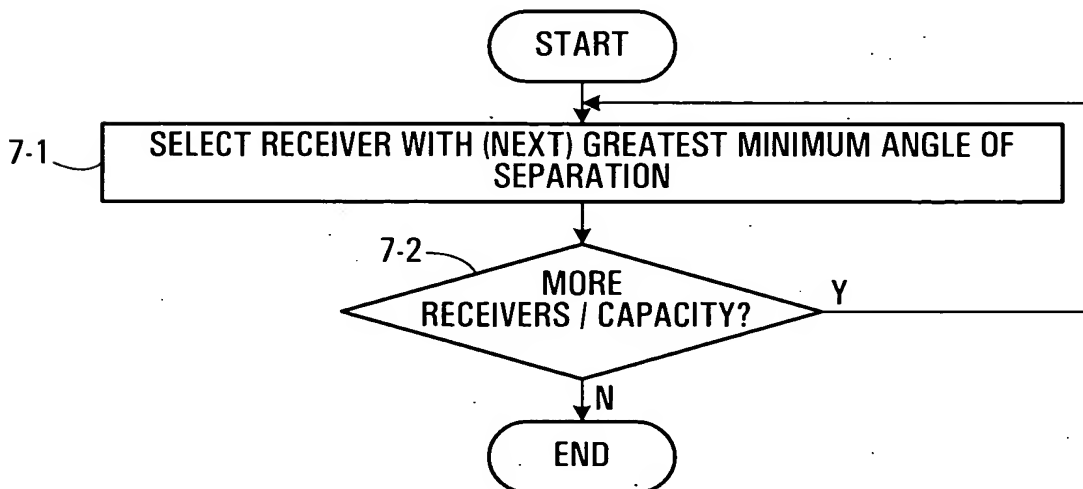 START
7-1
SELECT RECEIVER WITH (NEXT) GREATEST MINIMUM ANGLE OF
SEPARATION
7-2
MORE
RECEIVERS / CAPACITY?
Y
N
END